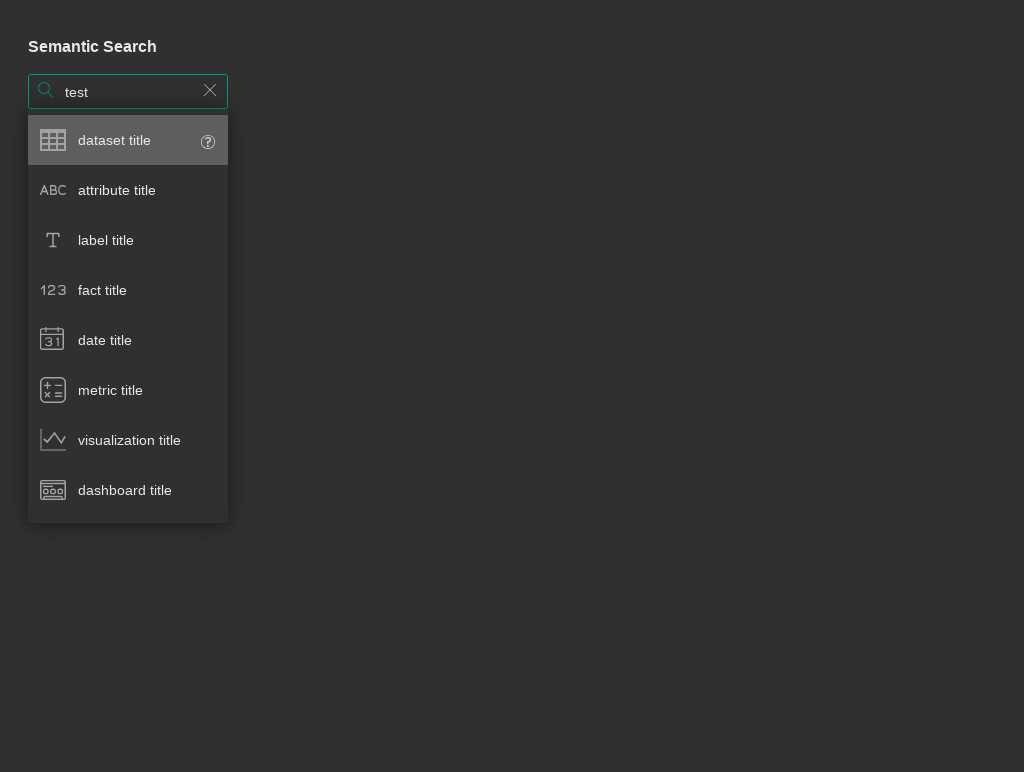 Semantic Search
test
dataset title
ABC attribute title
T label title
123 fact title
31 date title
metric title
visualization title
dashboard title